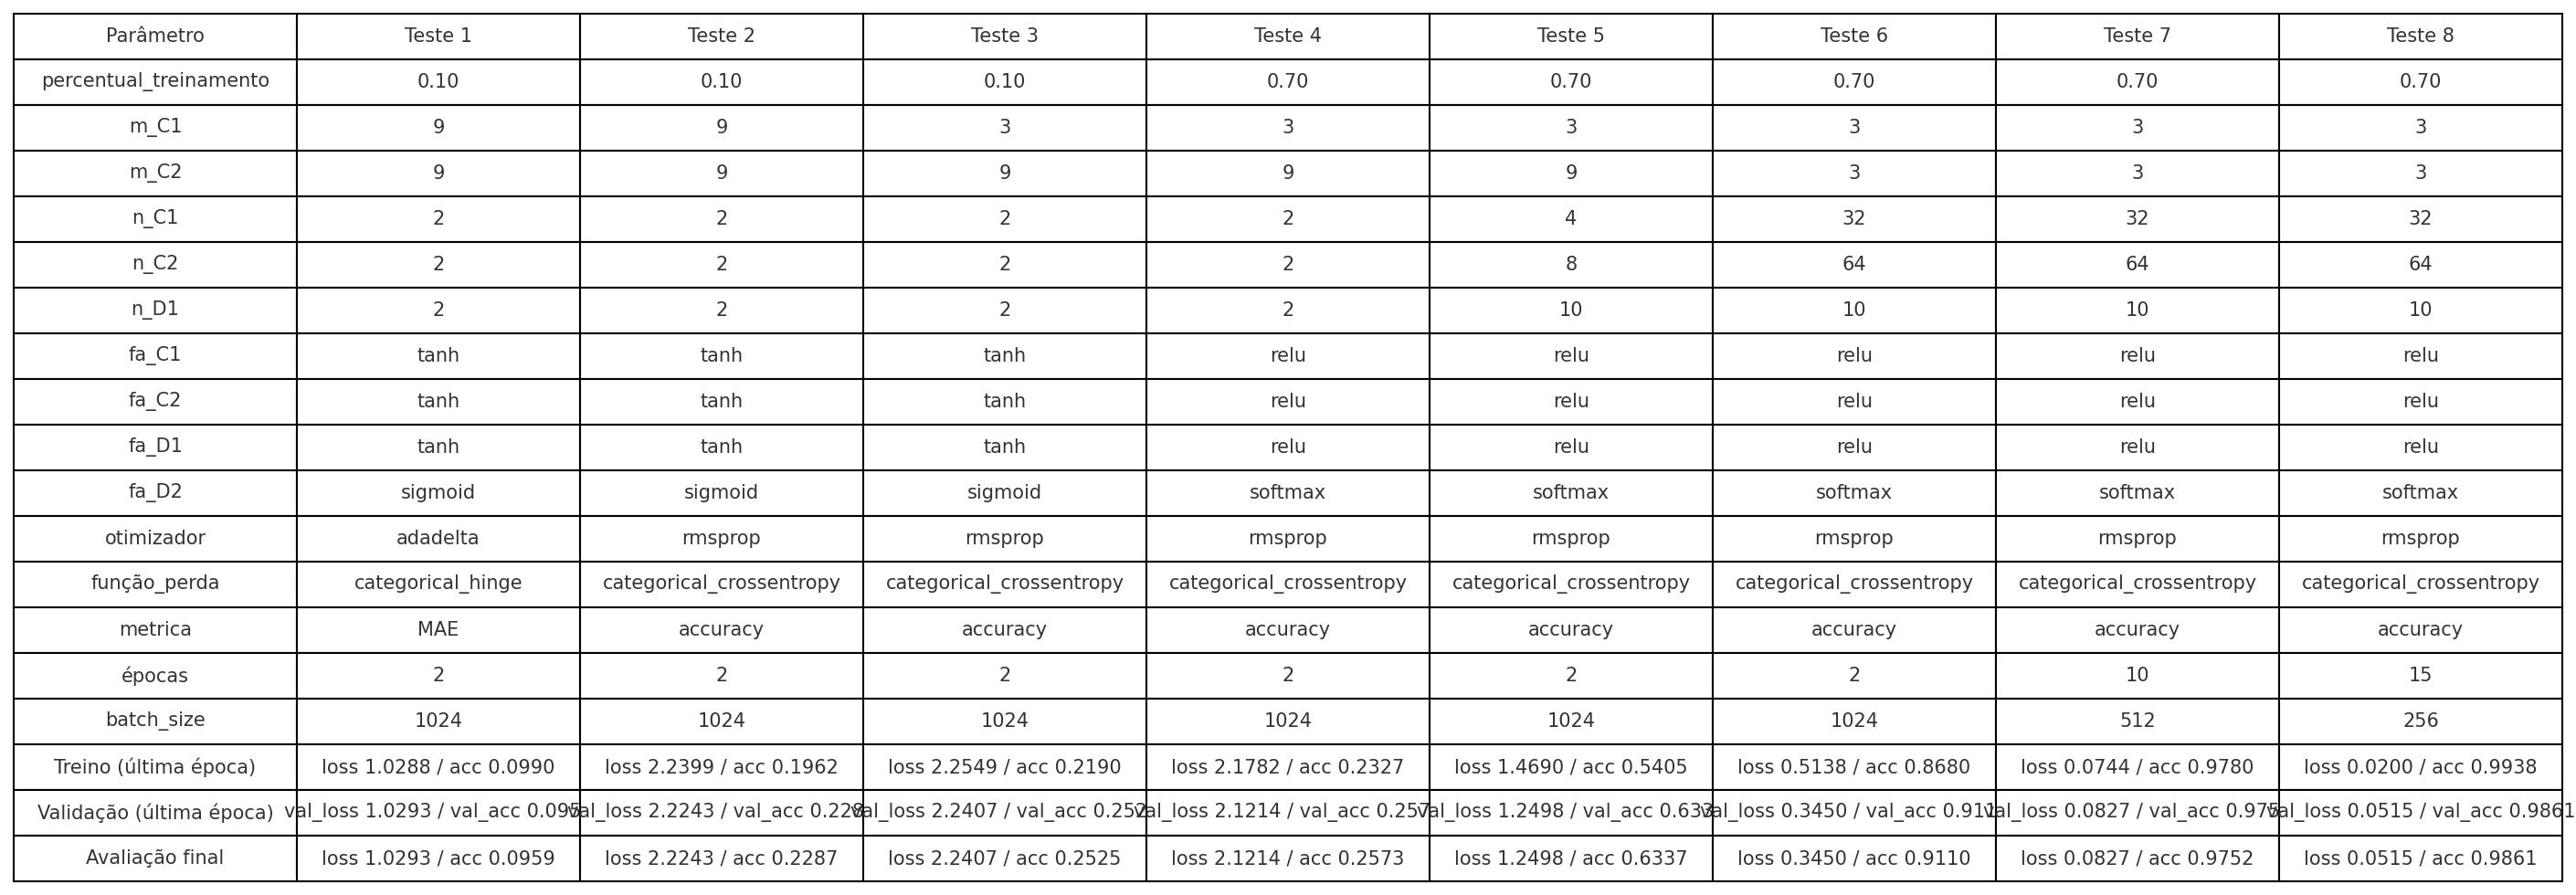 Parâmetro Teste 1 Teste 2 Teste 3 Teste 4 Teste 5 Teste 6 Teste 7 Teste 8
percentual_treinamento 0.10 0.10 0.10 0.70 0.70 0.70 0.70 0.70
m_C1 9 9 3 3 3 3 3 3
m_C2 9 9 9 9 9 3 3 3
n_C1 2 2 2 2 4 32 32 32
n_C2 2 2 2 2 8 64 64 64
n_D1 2 2 2 2 10 10 10 10
fa_C1 tanh tanh tanh relu relu relu relu relu
fa_C2 tanh tanh tanh relu relu relu relu relu
fa_D1 tanh tanh tanh relu relu relu relu relu
fa_D2 sigmoid sigmoid sigmoid softmax softmax softmax softmax softmax
otimizador adadelta rmsprop rmsprop rmsprop rmsprop rmsprop rmsprop rmsprop
função_perda categorical_hinge categorical_crossentropy categorical_crossentropy categorical_crossentropy categorical_crossentropy categorical_crossentropy categorical_crossentropy categorical_crossentropy
metrica MAE accuracy accuracy accuracy accuracy accuracy accuracy accuracy
épocas 2 2 2 2 2 2 10 15
batch_size 1024 1024 1024 1024 1024 1024 512 256
Treino (última época) loss 1.0288 / acc 0.0990 loss 2.2399 / acc 0.1962 loss 2.2549 / acc 0.2190 loss 2.1782 / acc 0.2327 loss 1.4690 / acc 0.5405 loss 0.5138 / acc 0.8680 loss 0.0744 / acc 0.9780 loss 0.0200 / acc 0.9938
Validação (última época) val_loss 1.0293 / val_acc val_loss 2.2243 / val_acc val_loss 2.2407 / val_acc val_loss 2.1214 / val_acc val_loss 1.2498 / val_acc val_loss 0.3450 / val_acc val_loss 0.0827 / val_acc val_loss 0.0515 / val_acc 0.9861
Avaliação final loss 1.0293 / acc 0.0959 loss 2.2243 / acc 0.2287 loss 2.2407 / acc 0.2525 loss 2.1214 / acc 0.2573 loss 1.2498 / acc 0.6337 loss 0.3450 / acc 0.9110 loss 0.0827 / acc 0.9752 loss 0.0515 / acc 0.9861